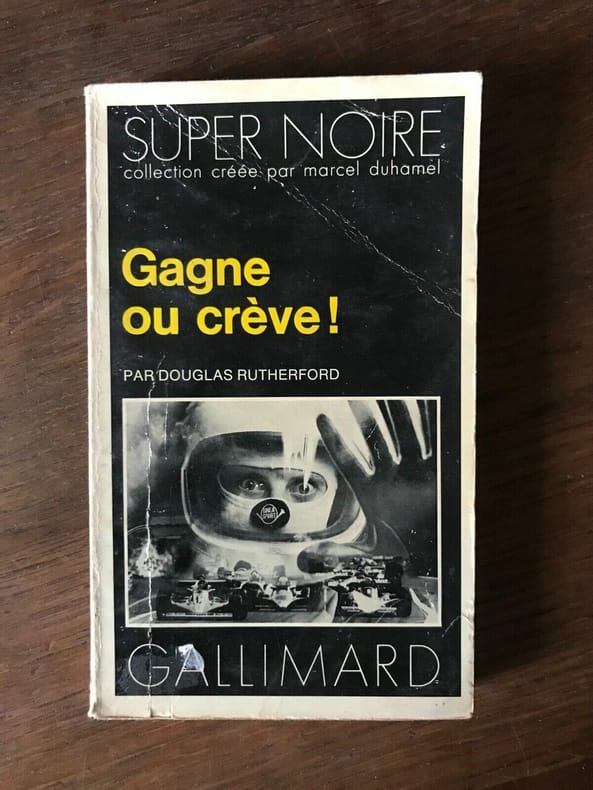 SUPER NOIRE
collection créée par marcel duhamel
Gagne
ou crève!
PAR DOUGLAS RUTHERFORD
GALLIMARD